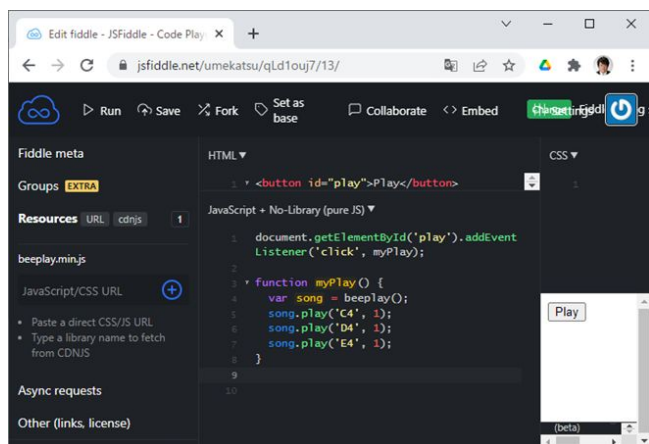 Edit fiddle - JSFiddle - Code Play
jsfiddle.net/umekatsu/qLd1ouj7/13/
Run
Save
Fork
Set as base
Collaborate
Embed
Settings
Fiddle meta
Groups EXTRA
Resources URL cdnjs 1
beeplay.min.js
JavaScript/CSS URL
Paste a direct CSS/JS URL
Type a library name to fetch
from CDNJS
Async requests
Other (links, license)
HTML
1 <button id="play">Play</button>
JavaScript + No-Library (pure JS)
1 document.getElementById('play').addEvent
Listener('click', myPlay);
2
3 function myPlay() {
4 var song = beeplay();
5 song.play('C4', 1);
6 song.play('D4', 1);
7 song.play('E4', 1);
8 }
9
10
CSS
1
Play
(beta)